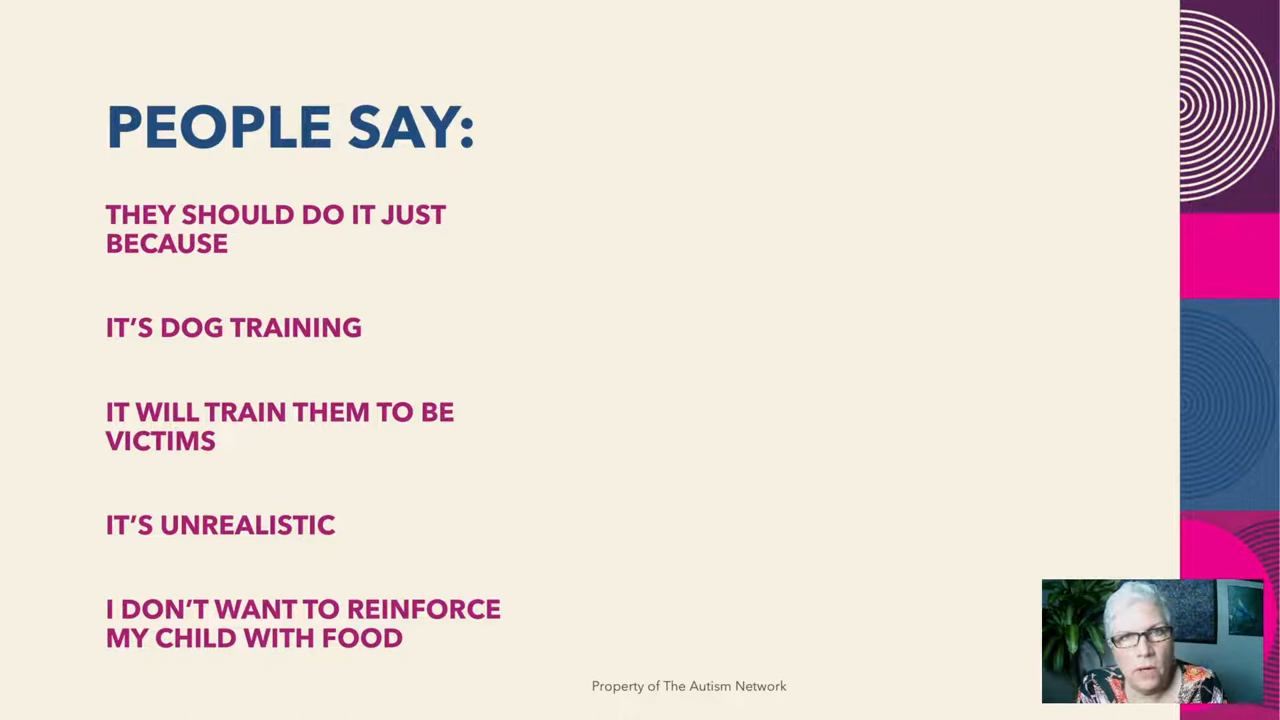 PEOPLE SAY:
THEY SHOULD DO IT JUST
BECAUSE
IT’S DOG TRAINING
IT WILL TRAIN THEM TO BE
VICTIMS
IT’S UNREALISTIC
I DON’T WANT TO REINFORCE
MY CHILD WITH FOOD
Property of The Autism Network